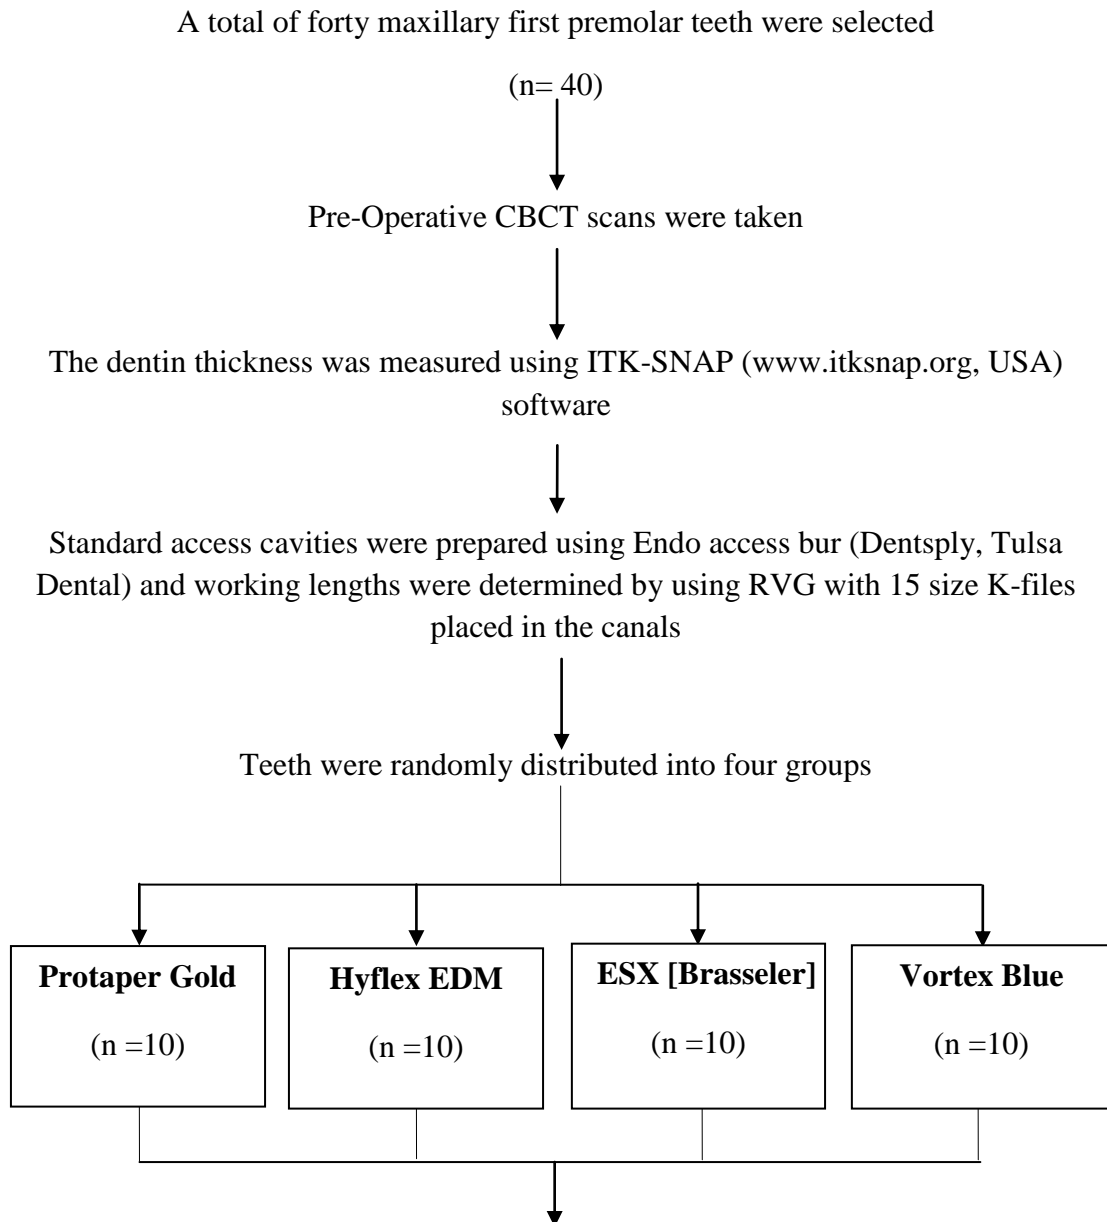 A total of forty maxillary first premolar teeth were selected
(n= 40)
Pre-Operative CBCT scans were taken
The dentin thickness was measured using ITK-SNAP (www.itksnap.org, USA)
software
Standard access cavities were prepared using Endo access bur (Dentsply, Tulsa
Dental) and working lengths were determined by using RVG with 15 size K-files
placed in the canals
Teeth were randomly distributed into four groups
Protaper Gold
(n =10)
Hyflex EDM
(n =10)
ESX [Brasseler]
(n =10)
Vortex Blue
(n =10)